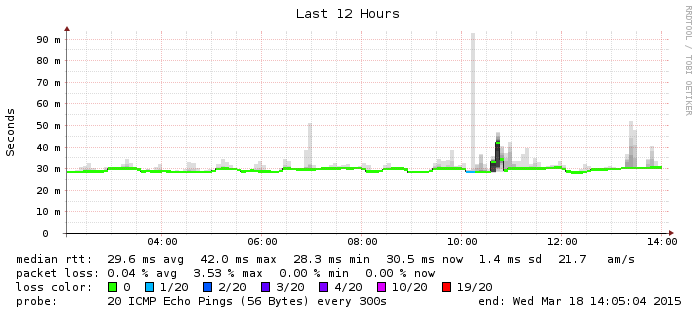 Last 12 Hours
RRDTOOL / TOBI OETIKER
Seconds
90 m
80 m
70 m
60 m
50 m
40 m
30 m
20 m
10 m
0
04:00 06:00 08:00 10:00 12:00 14:00
median rtt: 29.6 ms avg 42.0 ms max 28.3 ms min 30.5 ms now 1.4 ms sd 21.7 am/s
packet loss: 0.04 % avg 3.53 % max 0.00 % min 0.00 % now
loss color: 0 1/20 2/20 3/20 4/20 10/20 19/20
probe: 20 ICMP Echo Pings (56 Bytes) every 300s end: Wed Mar 18 14:05:04 2015